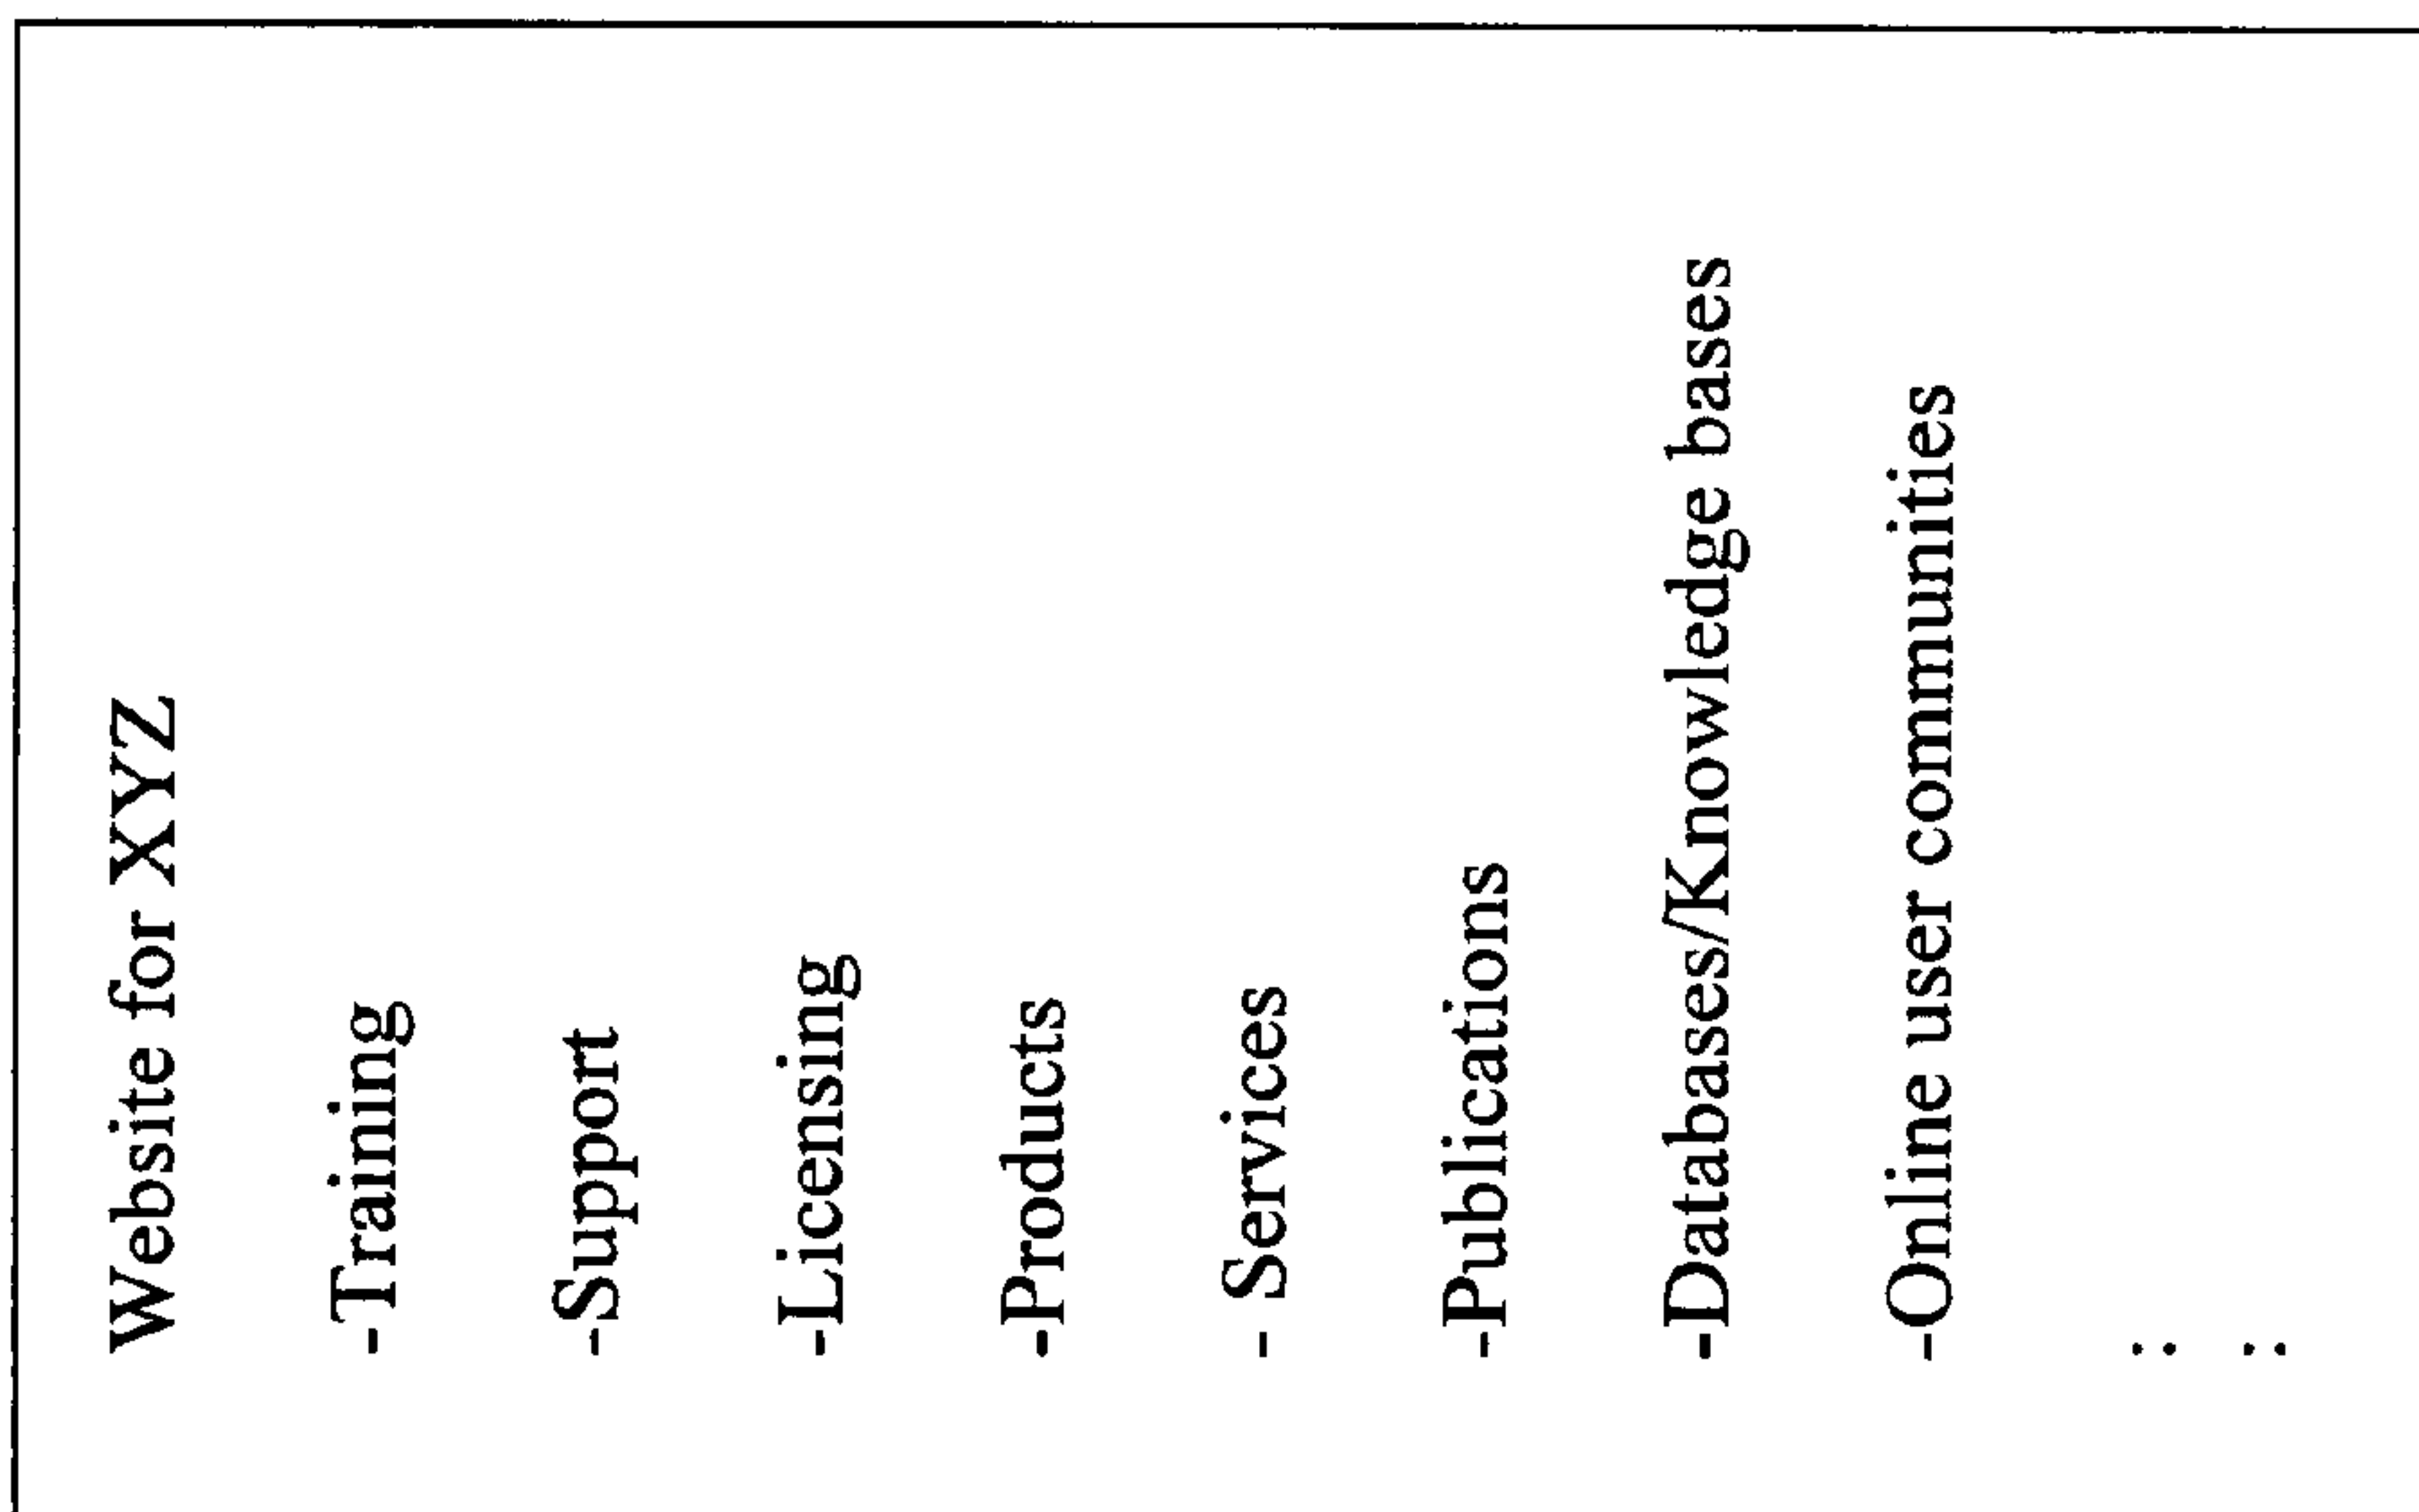 Website for XYZ
-Training
-Support
-Licensing
-Products
- Services
-Publications
-Databases/Knowledge bases
-Online user communities
:
: